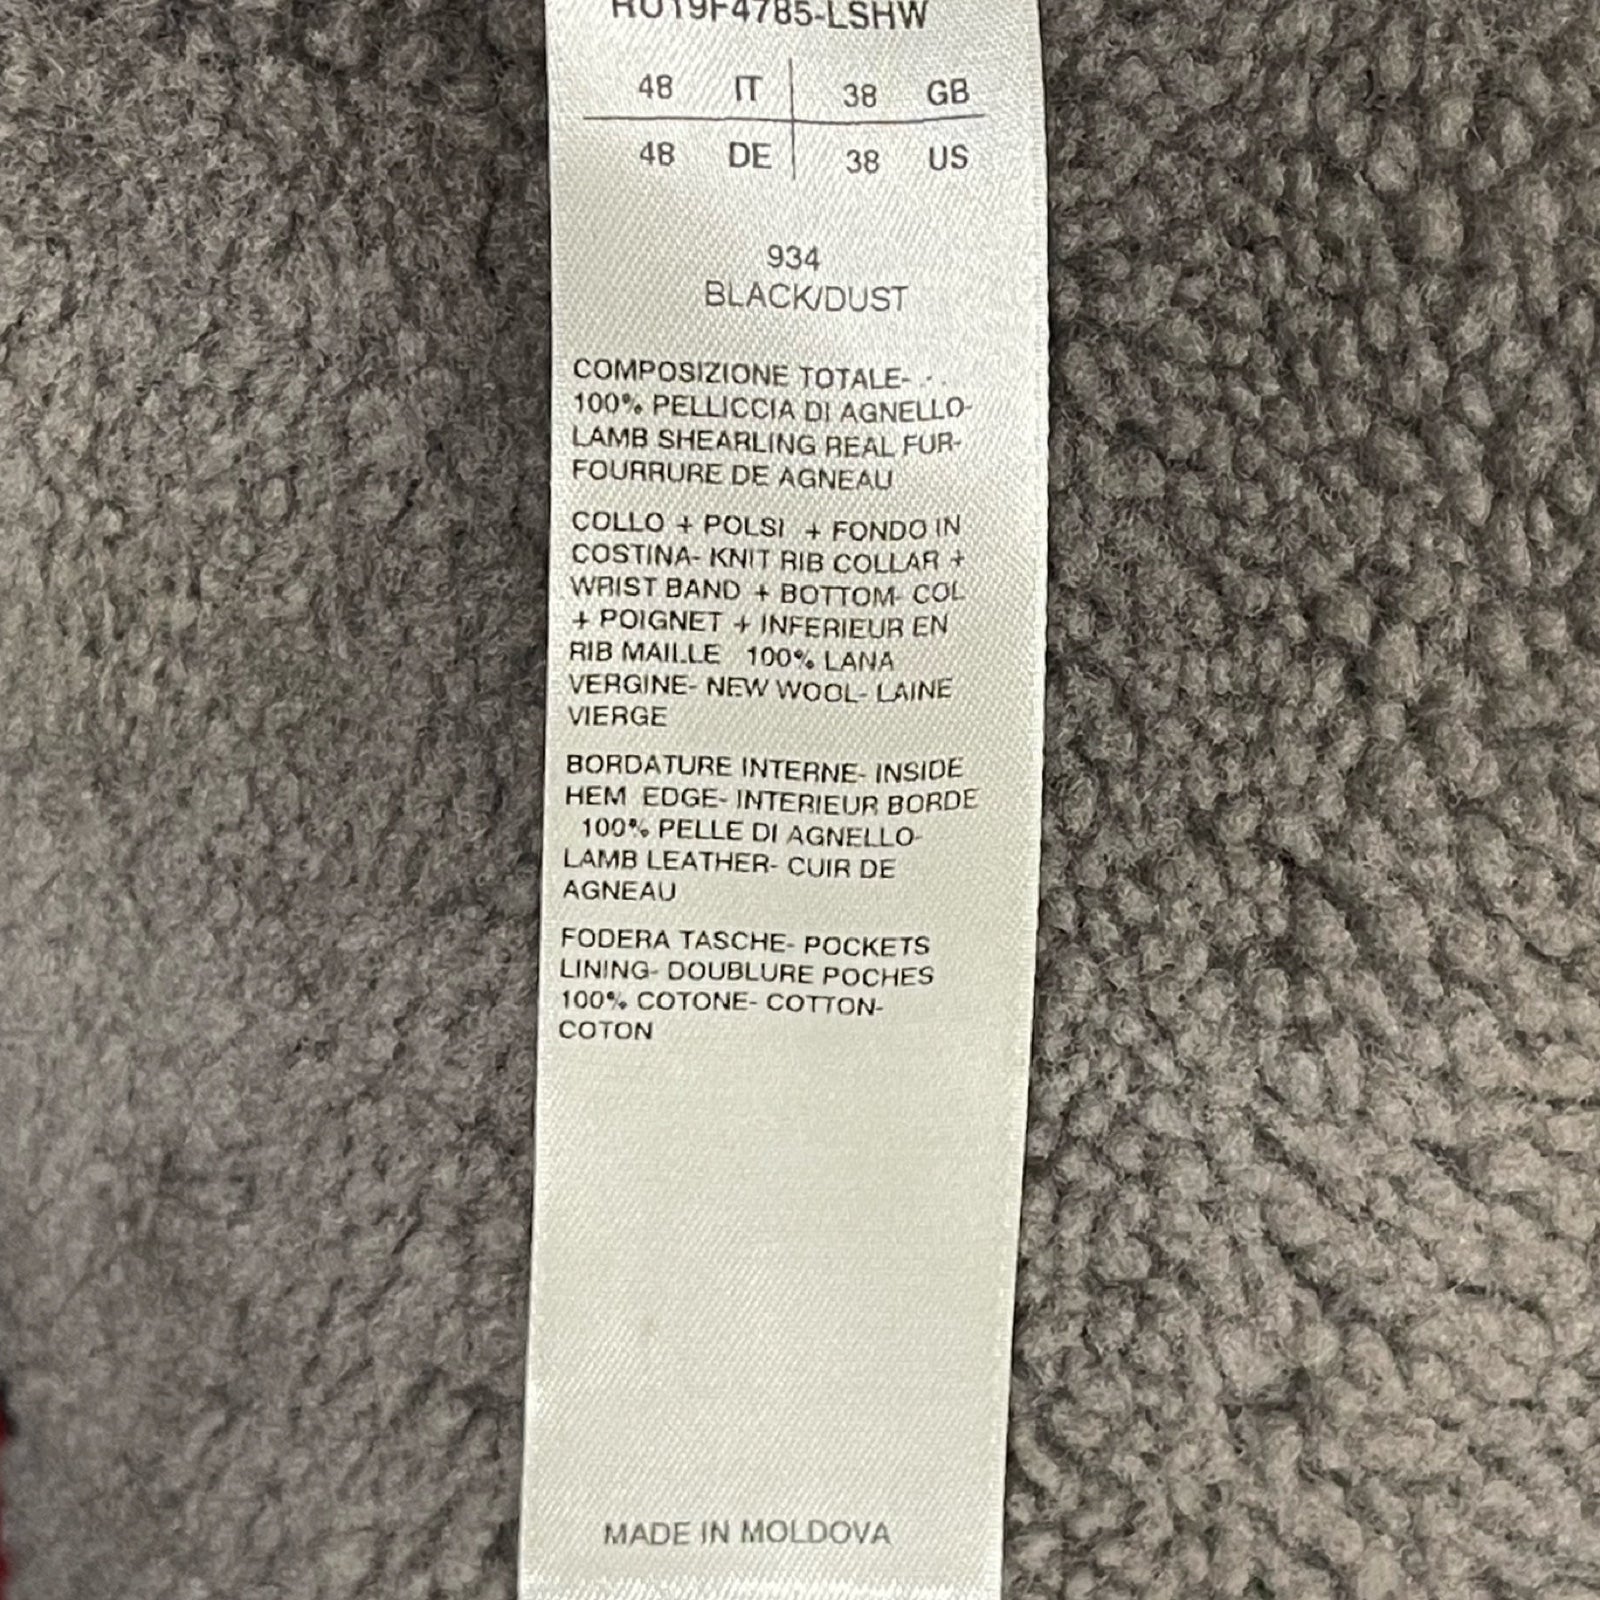 RU19F4785-LSHW
48 IT 38 GB
48 DE 38 US
934
BLACK/DUST
COMPOSIZIONE TOTALE-
100% PELLICCIA DI AGNELLO-
LAMB SHEARLING REAL FUR-
FOURRURE DE AGNEAU
COLLO + POLSI + FONDO IN
COSTINA- KNIT RIB COLLAR +
WRIST BAND + BOTTOM- COL
+ POIGNET + INFERIEUR EN
RIB MAILLE 100% LANA
VERGINE- NEW WOOL- LAINE
VIERGE
BORDATURE INTERNE- INSIDE
HEM EDGE- INTERIEUR BORDE
100% PELLE DI AGNELLO-
LAMB LEATHER- CUIR DE
AGNEAU
FODERA TASCHE- POCKETS
LINING- DOUBLURE POCHES
100% COTONE- COTTON-
COTON
MADE IN MOLDOVA